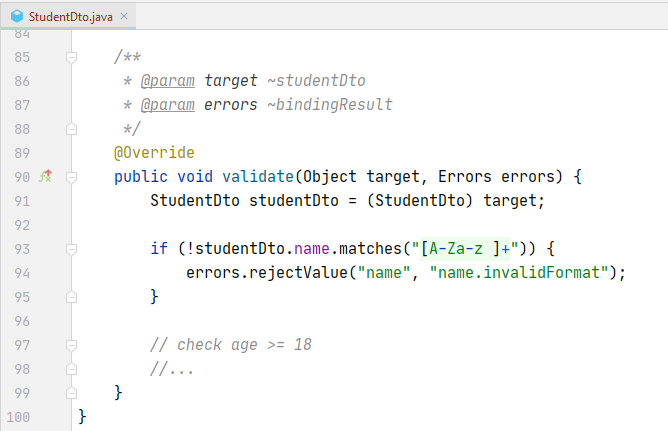 StudentDto.java
84
85 /**
86 * @param target ~studentDto
87 * @param errors ~bindingResult
88 */
89 @Override
90 public void validate(Object target, Errors errors) {
91 StudentDto studentDto = (StudentDto) target;
92
93 if (!studentDto.name.matches("[A-Za-z ]+")) {
94 errors.rejectValue("name", "name.invalidFormat");
95 }
96
97 // check age >= 18
98 //...
99 }
100 }